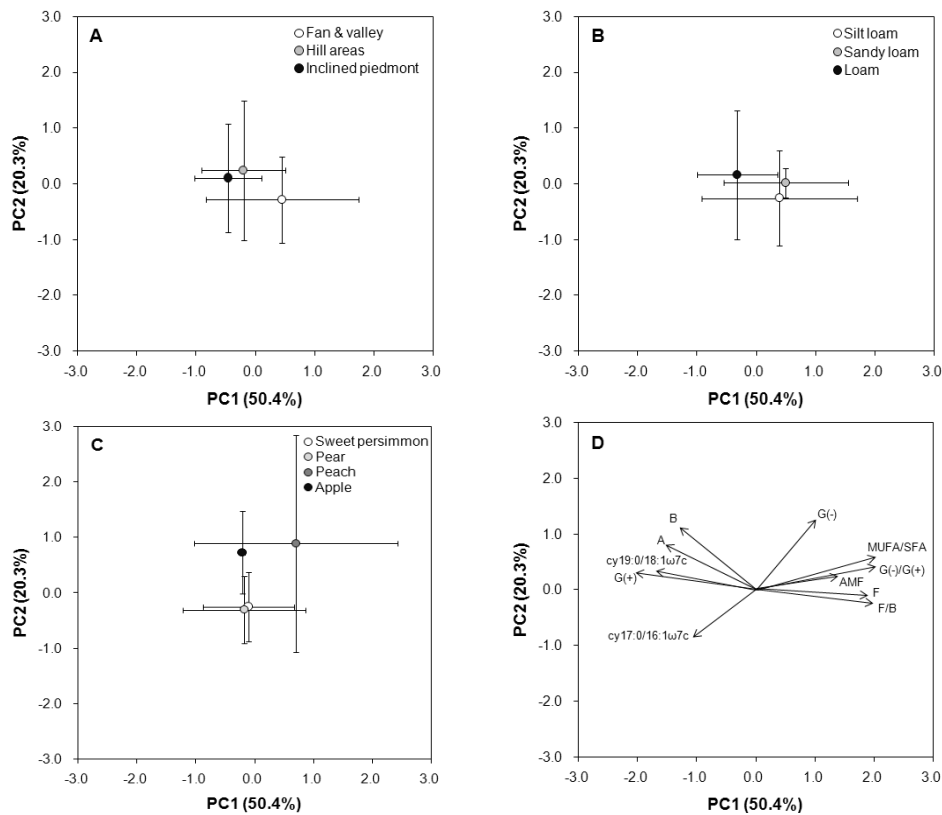 A
Fan & valley
Hill areas
Inclined piedmont
3.0
2.0
1.0
0.0
-1.0
-2.0
-3.0
PC2 (20.3%)
-3.0 -2.0 -1.0 0.0 1.0 2.0 3.0
PC1 (50.4%)
B
Silt loam
Sandy loam
Loam
3.0
2.0
1.0
0.0
-1.0
-2.0
-3.0
PC2 (20.3%)
-3.0 -2.0 -1.0 0.0 1.0 2.0 3.0
PC1 (50.4%)
C
Sweet persimmon
Pear
Peach
Apple
3.0
2.0
1.0
0.0
-1.0
-2.0
-3.0
PC2 (20.3%)
-3.0 -2.0 -1.0 0.0 1.0 2.0 3.0
PC1 (50.4%)
D
3.0
2.0
1.0
0.0
-1.0
-2.0
-3.0
PC2 (20.3%)
G(-)
B
A
MUFA/SFA
cy19:0/18:1ω7c
G(-)/G(+)
G(+)
AMF
F
F/B
cy17:0/16:1ω7c
-3.0 -2.0 -1.0 0.0 1.0 2.0 3.0
PC1 (50.4%)